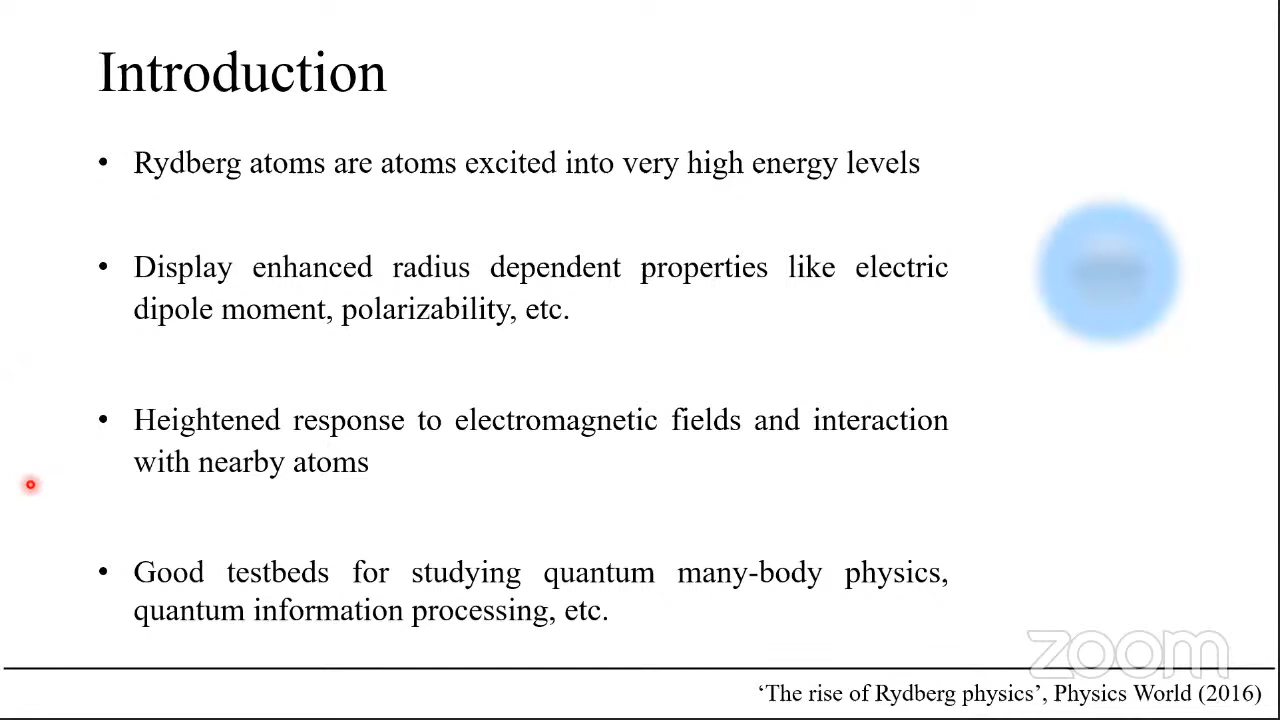 Introduction
• Rydberg atoms are atoms excited into very high energy levels
• Display enhanced radius dependent properties like electric
dipole moment, polarizability, etc.
• Heightened response to electromagnetic fields and interaction
with nearby atoms
• Good testbeds for studying quantum many-body physics,
quantum information processing, etc.
zoom
‘The rise of Rydberg physics’, Physics World (2016)